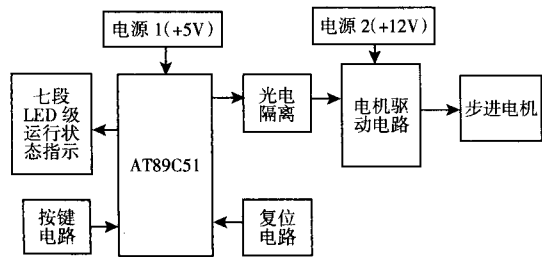 电源 1(+5V)
电源 2(+12V)
七段
LED 级
运行状
态指示
AT89C51
光电
隔离
电机驱
动电路
步进电机
按键
电路
复位
电路